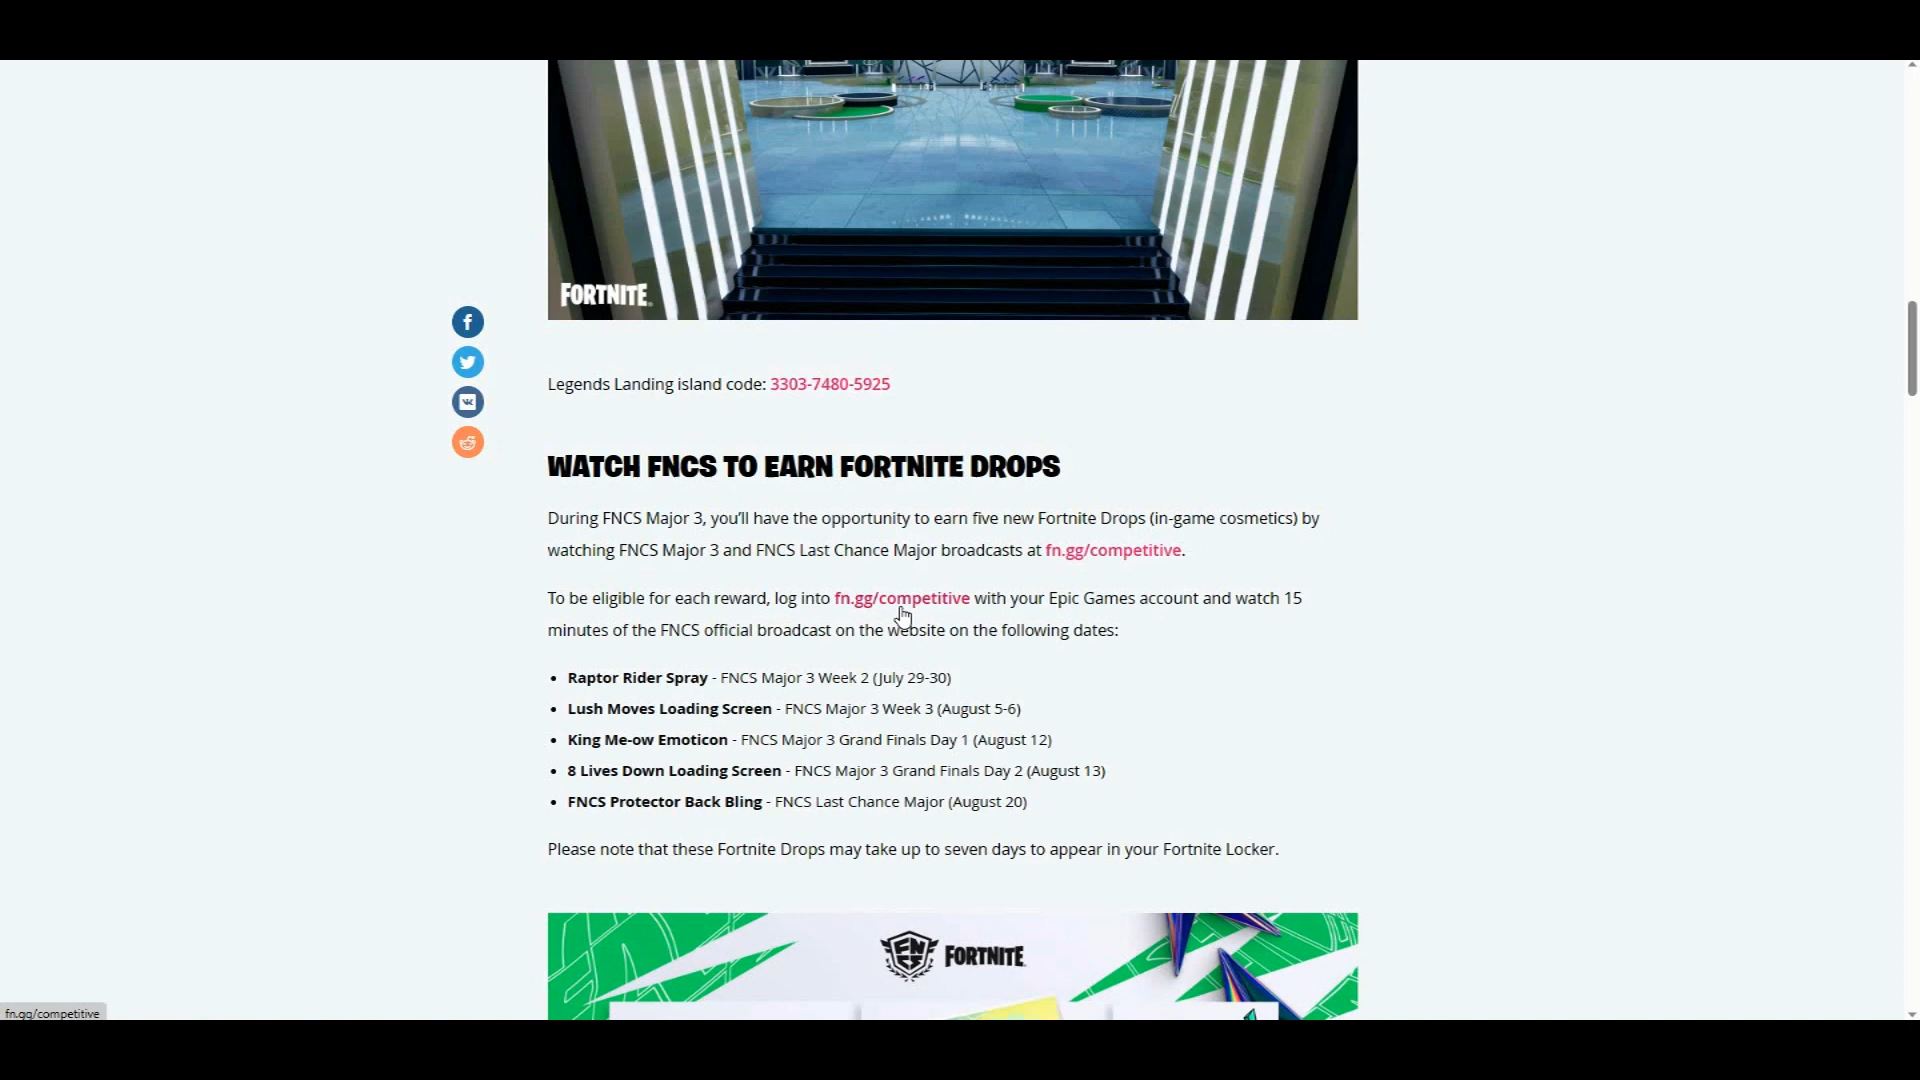 FORTNITE
Legends Landing island code: 3303-7480-5925
WATCH FNCS TO EARN FORTNITE DROPS
During FNCS Major 3, you'll have the opportunity to earn five new Fortnite Drops (in-game cosmetics) by
watching FNCS Major 3 and FNCS Last Chance Major broadcasts at fn.gg/competitive.
To be eligible for each reward, log into fn.gg/competitive with your Epic Games account and watch 15
minutes of the FNCS official broadcast on the website on the following dates:
• Raptor Rider Spray - FNCS Major 3 Week 2 (July 29-30)
• Lush Moves Loading Screen - FNCS Major 3 Week 3 (August 5-6)
• King Me-ow Emoticon - FNCS Major 3 Grand Finals Day 1 (August 12)
• 8 Lives Down Loading Screen - FNCS Major 3 Grand Finals Day 2 (August 13)
• FNCS Protector Back Bling - FNCS Last Chance Major (August 20)
Please note that these Fortnite Drops may take up to seven days to appear in your Fortnite Locker.
FNCS FORTNITE
fn.gg/competitive